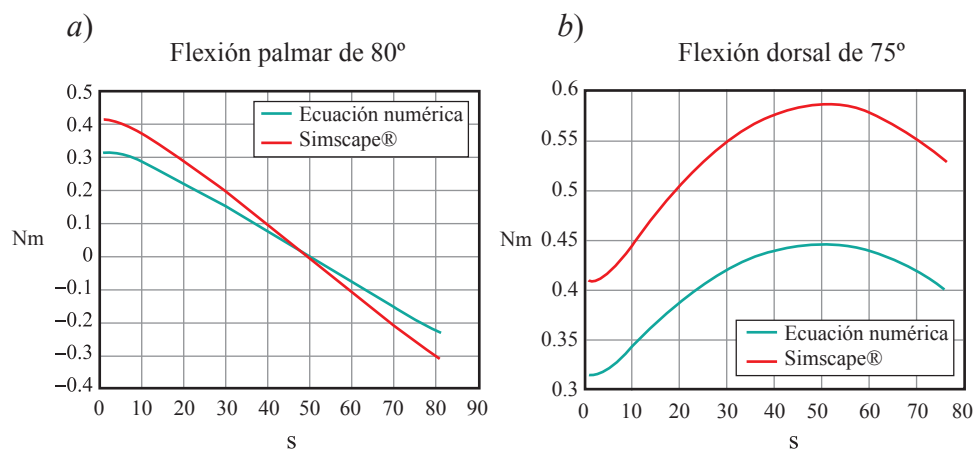 a)
Flexión palmar de 80º
0.5
0.4
0.3
0.2
0.1
0
–0.1
–0.2
–0.3
–0.4
Nm
Ecuación numérica
Simscape®
0 10 20 30 40 50 60 70 80 90
s
b)
Flexión dorsal de 75º
0.6
0.55
0.5
0.45
0.4
0.35
0.3
Nm
Ecuación numérica
Simscape®
0 10 20 30 40 50 60 70 80
s